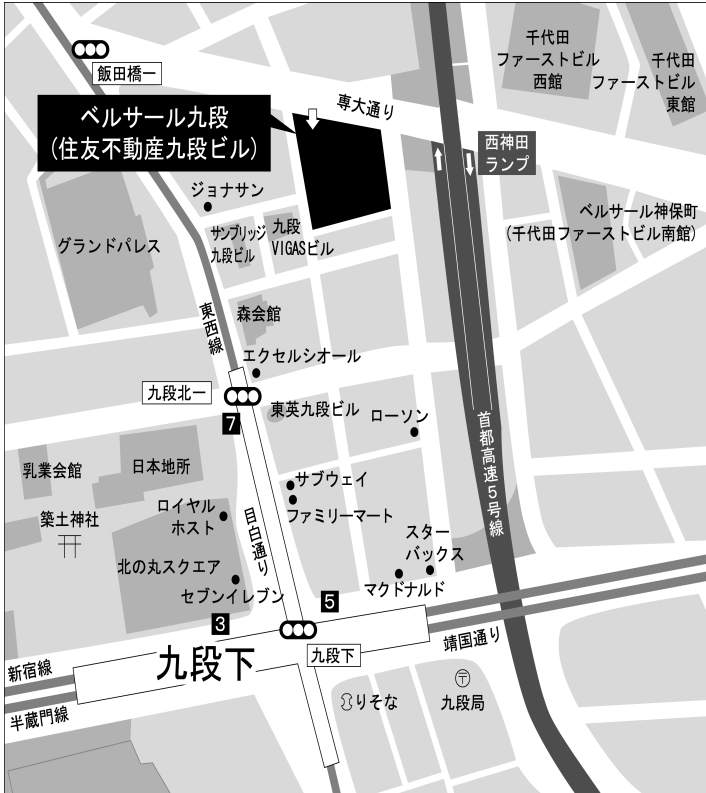 飯田橋一
ベルサール九段
(住友不動産九段ビル)
専大通り
千代田
ファーストビル
西館
千代田
ファーストビル
東館
西神田
ランプ
ベルサール神保町
(千代田ファーストビル南館)
ジョナサン
グランドパレス
サンブリッジ
九段ビル
九段
VIGASビル
東西線
森会館
エクセルシオール
九段北一
7
東英九段ビル
ローソン
首都高速5号線
乳業会館
日本地所
サブウェイ
ファミリーマート
築土神社
ロイヤル
ホスト
目白通り
スター
バックス
マクドナルド
北の丸スクエア
セブンイレブン
5
3
九段下
九段下
靖国通り
新宿線
半蔵門線
りそな
〒
九段局